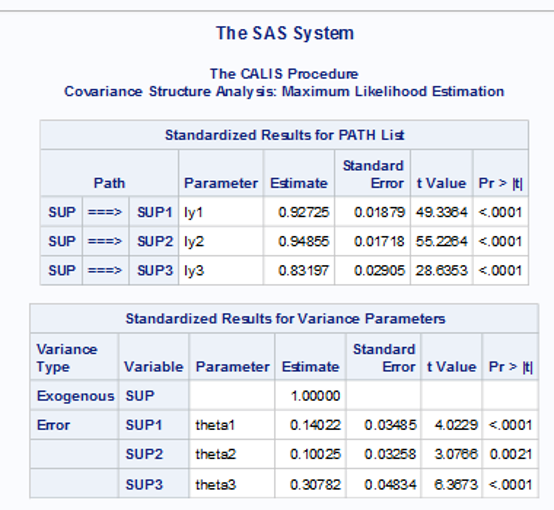 The SAS System
The CALIS Procedure
Covariance Structure Analysis: Maximum Likelihood Estimation
Standardized Results for PATH List
Path Parameter Estimate Standard Error t Value Pr > |t|
SUP ===> SUP1 ly1 0.92725 0.01879 49.3364 <.0001
SUP ===> SUP2 ly2 0.94855 0.01718 55.2264 <.0001
SUP ===> SUP3 ly3 0.83197 0.02905 28.6353 <.0001
Standardized Results for Variance Parameters
Variance Type Variable Parameter Estimate Standard Error t Value Pr > |t|
Exogenous SUP 1.00000
Error SUP1 theta1 0.14022 0.03485 4.0229 <.0001
SUP2 theta2 0.10025 0.03258 3.0766 0.0021
SUP3 theta3 0.30782 0.04834 6.3673 <.0001